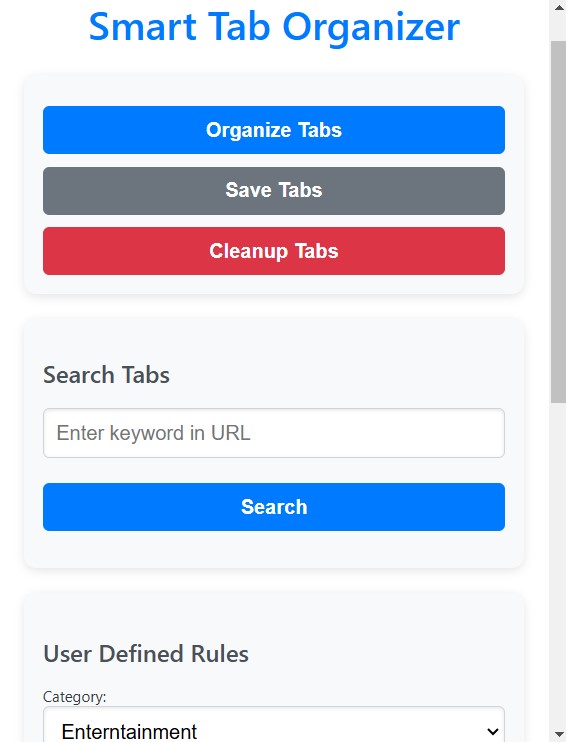 Smart Tab Organizer
Organize Tabs
Save Tabs
Cleanup Tabs
Search Tabs
Enter keyword in URL
Search
User Defined Rules
Category:
Enterntainment